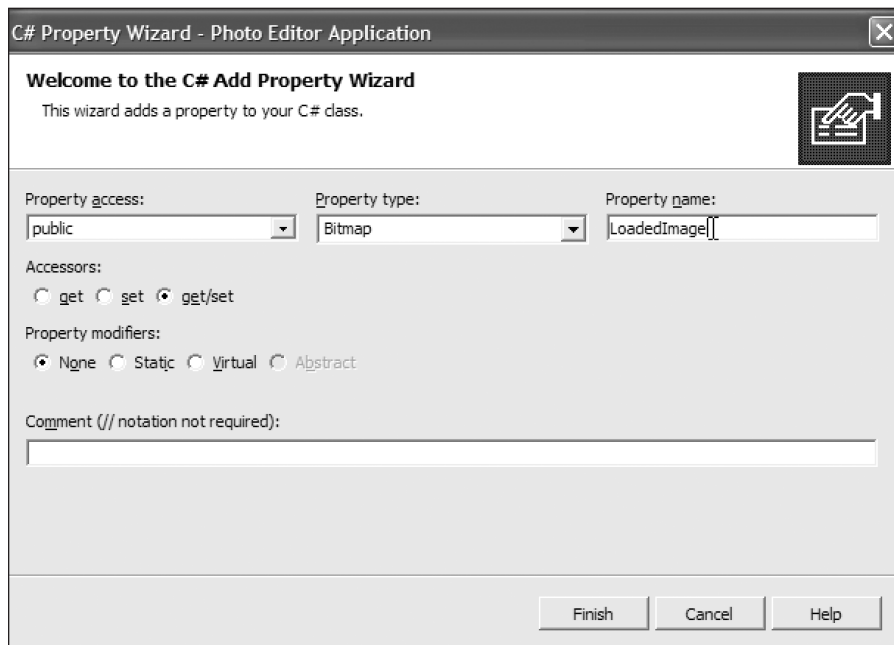 C# Property Wizard - Photo Editor Application
Welcome to the C# Add Property Wizard
This wizard adds a property to your C# class.
Property access:
Property type:
Property name:
public
Bitmap
LoadedImage
Accessors:
get set get/set
Property modifiers:
None Static Virtual Abstract
Comment (// notation not required):
Finish Cancel Help